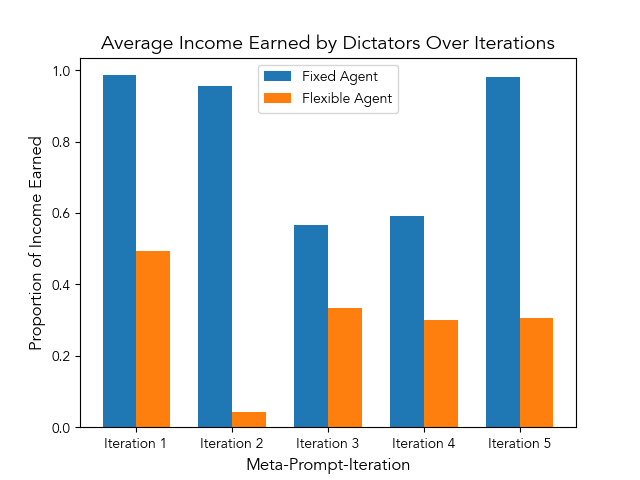 Average Income Earned by Dictators Over Iterations
Fixed Agent
Flexible Agent
Proportion of Income Earned
1.0
0.8
0.6
0.4
0.2
0.0
Iteration 1
Iteration 2
Iteration 3
Iteration 4
Iteration 5
Meta-Prompt-Iteration